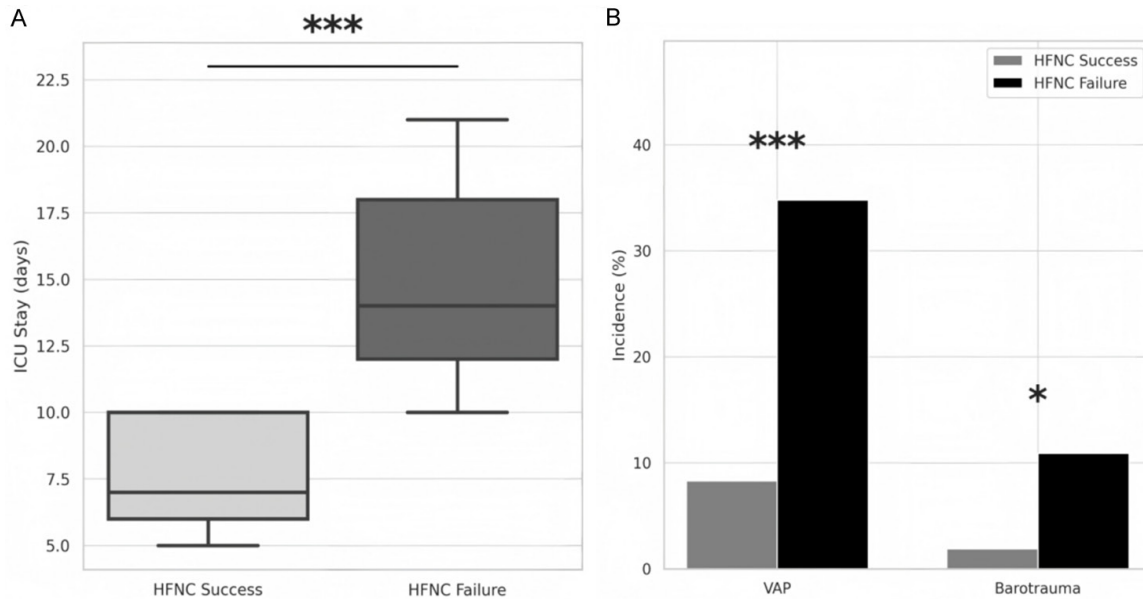 A
***
22.5
20.0
17.5
15.0
12.5
10.0
7.5
5.0
ICU Stay (days)
HFNC Success
HFNC Failure
B
HFNC Success
HFNC Failure
***
*
40
30
20
10
0
Incidence (%)
VAP
Barotrauma